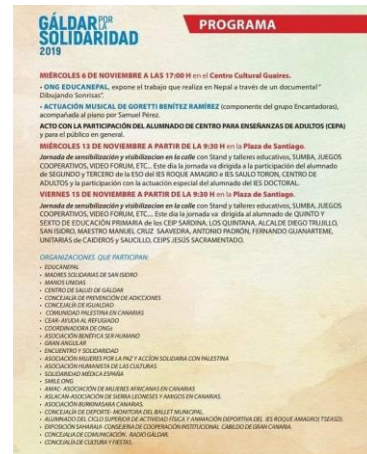 GÁLDAR POR LA
SOLIDARIDAD
2019
PROGRAMA
MIÉRCOLES 6 DE NOVIEMBRE A LAS 17:00 H en el Centro Cultural Guaires.
• ONG EDUCANEPAL, expone el trabajo que realiza en Nepal a través de un documental "
Dibujando Sonrisas".
• ACTUACIÓN MUSICAL DE GORETTI BENÍTEZ RAMÍREZ (componente del grupo Encantadoras),
acompañada al piano por Samuel Pérez.
ACTO CON LA PARTICIPACIÓN DEL ALUMNADO DE CENTRO PARA ENSEÑANZAS DE ADULTOS (CEPA)
y para el público en general.
MIÉRCOLES 13 DE NOVIEMBRE A PARTIR DE LA 9:30 H en la Plaza de Santiago.
Jornada de sensibilización y visibilizacion en la calle con Stand y talleres educativos, SUMBA, JUEGOS
COOPERATIVOS, VIDEO FORUM, ETC... Este día la jornada va dirigida a la participación del alumnado
de SEGUNDO y TERCERO de la ESO del IES ROQUE AMAGRO e IES SAULO TORON, CENTRO DE
ADULTOS y la participación con la actuación especial del alumnado del IES DOCTORAL.
VIERNES 15 DE NOVIEMBRE A PARTIR DE LA 9:30 H en la Plaza de Santiago.
Jornada de sensibilización y visibilizacion en la calle con Stand y talleres educativos, SUMBA, JUEGOS
COOPERATIVOS, VIDEO FORUM, ETC.... Este día la jornada va dirigida al alumnado de QUINTO Y
SEXTO DE EDUCACIÓN PRIMARIA de los CEIP SARDINA, LOS QUINTANA, ALCALDE DIEGO TRUJILLO,
SAN ISIDRO, MAESTRO MANUEL CRUZ SAAVEDRA, ANTONIO PADRÓN, FERNANDO GUANARTEME,
UNITARIAS de CAIDEROS y SAUCILLO, CEIPS JESÚS SACRAMENTADO.
ORGANIZACIONES QUE PARTICIPAN:
• EDUCANEPAL
• MADRES SOLIDARIAS DE SAN ISIDRO
• MANOS UNIDAS
• CENTRO DE SALUD DE GÁLDAR
• CONCEJALÍA DE PREVENCIÓN DE ADICCIONES
• CONCEJALÍA DE IGUALDAD
• COMUNIDAD PALESTINA EN CANARIAS
• CEAR- AYUDA AL REFUGIADO
• COORDINADORA DE ONGs
• ASOCIACIÓN BENÉFICA SER HUMANO
• GRAN ANGULAR
• ENCUENTRO Y SOLIDARIDAD
• ASOCIACIÓN MUJERES POR LA PAZ Y ACCIÓN SOLIDARIA CON PALESTINA
• ASOCIACIÓN HUMANISTA DE LAS CULTURAS
• SOLIDARIDAD MÉDICA ESPAÑA
• SMILE ONG
• AMAC- ASOCIACIÓN DE MUJERES AFRICANAS EN CANARIAS
• ASLACAN- ASOCIACIÓN DE SIERRA LEONESES Y AMIGOS EN CANARIAS.
• ASOCIACIÓN BURKINASARA CANARIAS.
• CONCEJALÍA DE DEPORTE- MONITORA DEL BALLET MUNICIPAL.
• ALUMNADO DEL CICLO SUPERIOR DE ACTIVIDAD FÍSICA Y ANIMACIÓN DEPORTIVA DEL IES ROQUE AMAGRO( TSEASD).
• EXPOSICIÓN SAHARAUI- CONSEJERIA DE COOPERACIÓN INSTITUCIONAL CABILDO DE GRAN CANARIA.
• CONCEJALÍA DE COMUNICACIÓN . RADIO GÁLDAR.
• CONCEJALÍA DE CULTURA Y FIESTAS.